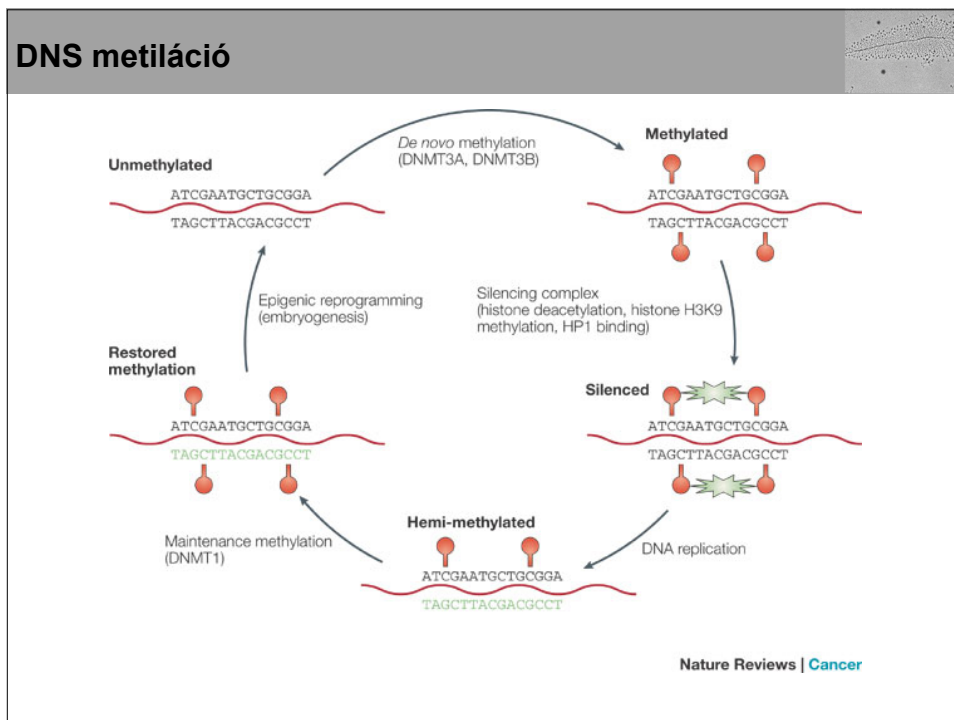 DNS metiláció
De novo methylation
(DNMT3A, DNMT3B)
Unmethylated
ATCGAATGCTGCGGA
TAGCTTACGACGCCT
Methylated
ATCGAATGCTGCGGA
TAGCTTACGACGCCT
Silencing complex
(histone deacetylation, histone H3K9
methylation, HP1 binding)
Epigenic reprogramming
(embryogenesis)
Restored
methylation
ATCGAATGCTGCGGA
TAGCTTACGACGCCT
Silenced
ATCGAATGCTGCGGA
TAGCTTACGACGCCT
Maintenance methylation
(DNMT1)
Hemi-methylated
ATCGAATGCTGCGGA
TAGCTTACGACGCCT
DNA replication
Nature Reviews | Cancer